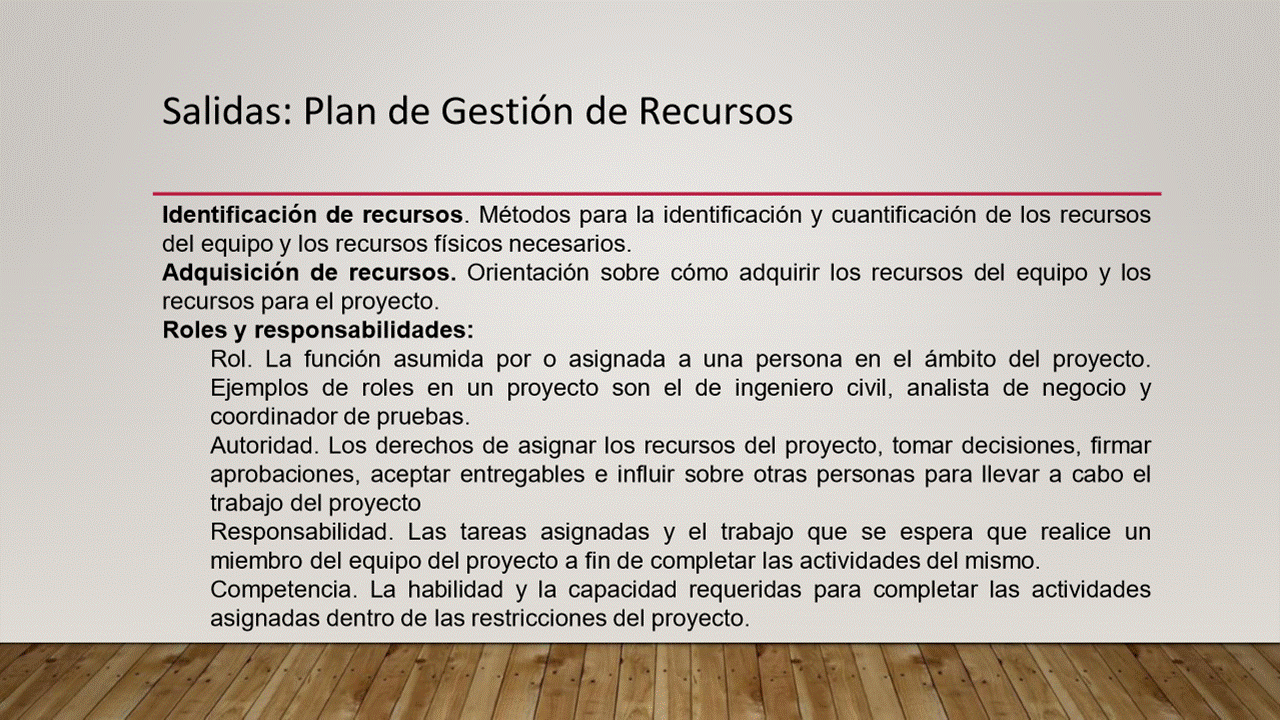 Salidas: Plan de Gestión de Recursos
Identificación de recursos. Métodos para la identificación y cuantificación de los recursos
del equipo y los recursos físicos necesarios.
Adquisición de recursos. Orientación sobre cómo adquirir los recursos del equipo y los
recursos para el proyecto.
Roles y responsabilidades:
Rol. La función asumida por o asignada a una persona en el ámbito del proyecto.
Ejemplos de roles en un proyecto son el de ingeniero civil, analista de negocio y
coordinador de pruebas.
Autoridad. Los derechos de asignar los recursos del proyecto, tomar decisiones, firmar
aprobaciones, aceptar entregables e influir sobre otras personas para llevar a cabo el
trabajo del proyecto
Responsabilidad. Las tareas asignadas y el trabajo que se espera que realice un
miembro del equipo del proyecto a fin de completar las actividades del mismo.
Competencia. La habilidad y la capacidad requeridas para completar las actividades
asignadas dentro de las restricciones del proyecto.